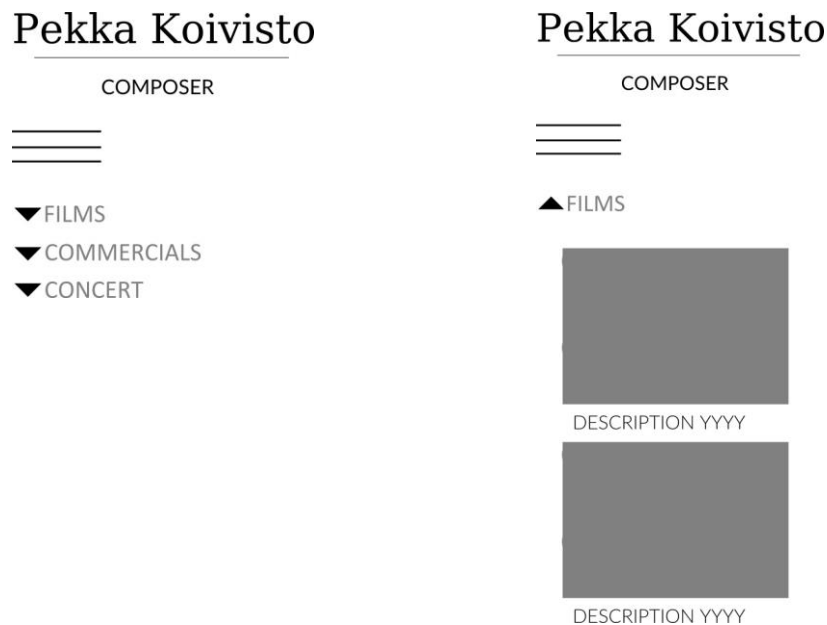 Pekka Koivisto
COMPOSER
FILMS
COMMERCIALS
CONCERT
Pekka Koivisto
COMPOSER
FILMS
DESCRIPTION YYYY
DESCRIPTION YYYY